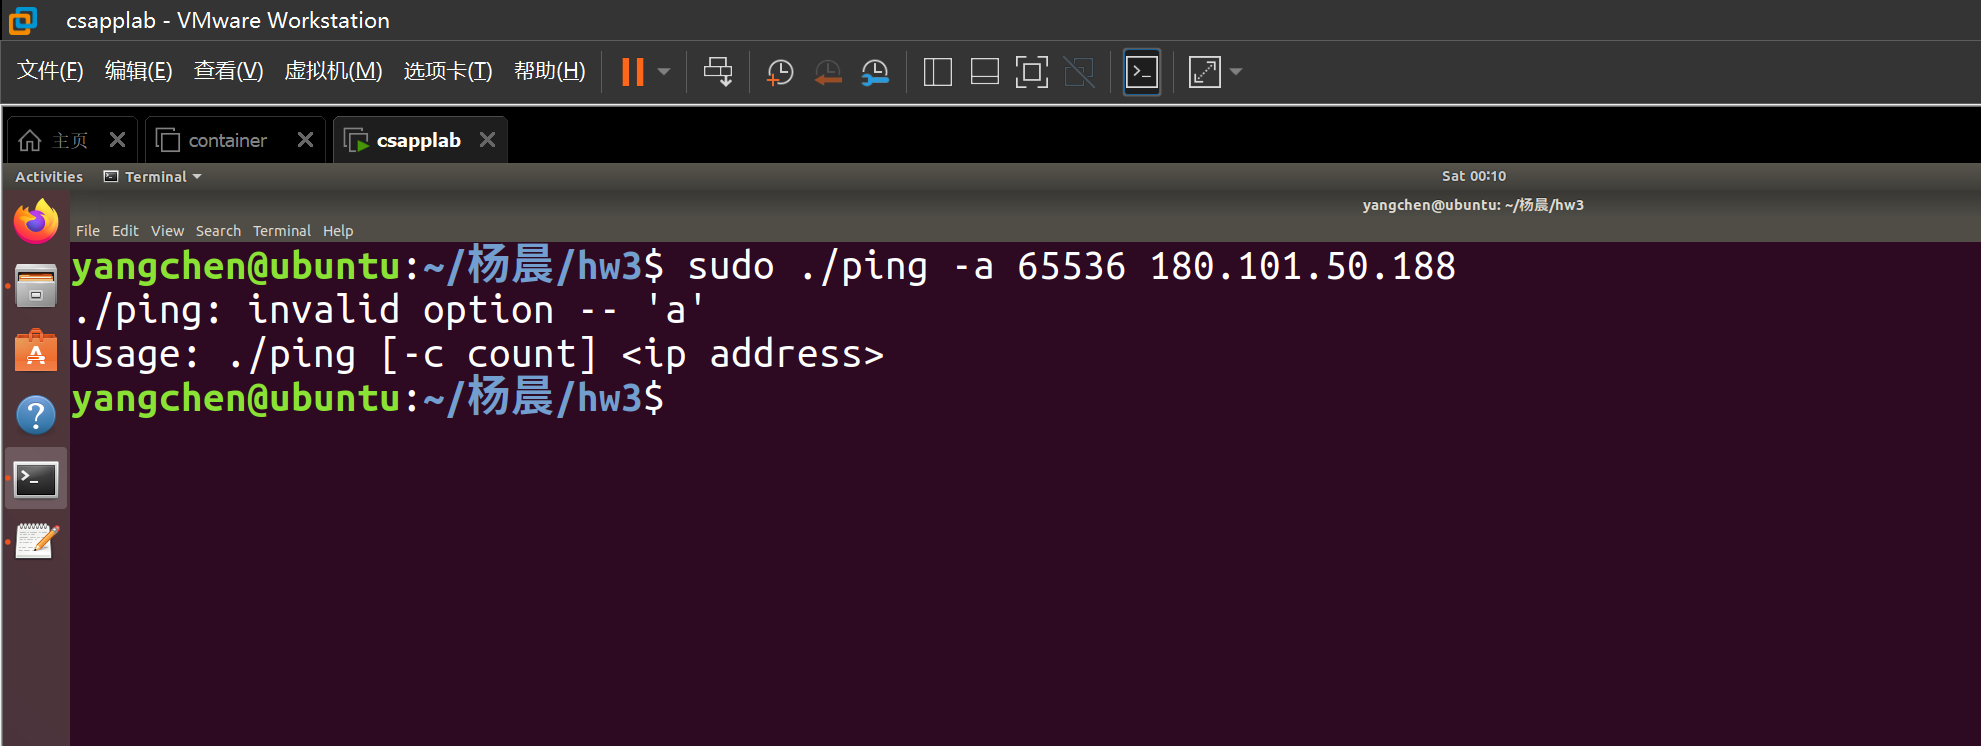 csapplab - VMware Workstation
文件(F) 编辑(E) 查看(V) 虚拟机(M) 选项卡(T) 帮助(H)
主页 container csapplab
Activities Terminal Sat 00:10
yangchen@ubuntu: ~/杨晨/hw3
File Edit View Search Terminal Help
yangchen@ubuntu:~/杨晨/hw3$ sudo ./ping -a 65536 180.101.50.188
./ping: invalid option -- 'a'
Usage: ./ping [-c count] <ip address>
yangchen@ubuntu:~/杨晨/hw3$